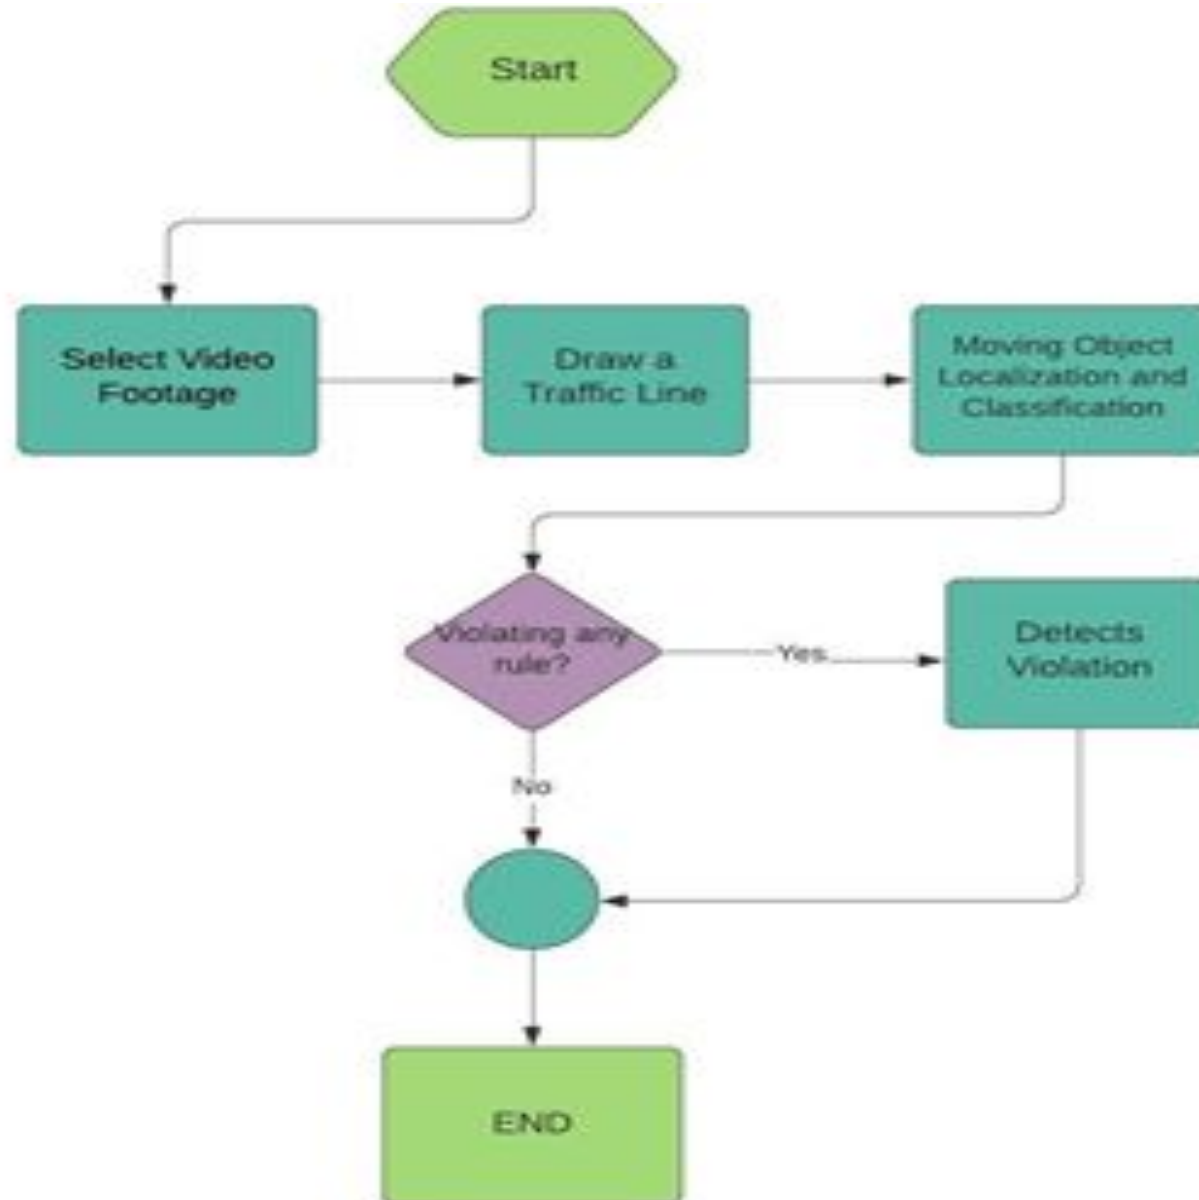 Start
Select Video
Footage
Draw a
Traffic Line
Moving Object
Localization and
Classification
Violating any
rule?
Yes
Detects
Violation
No
END